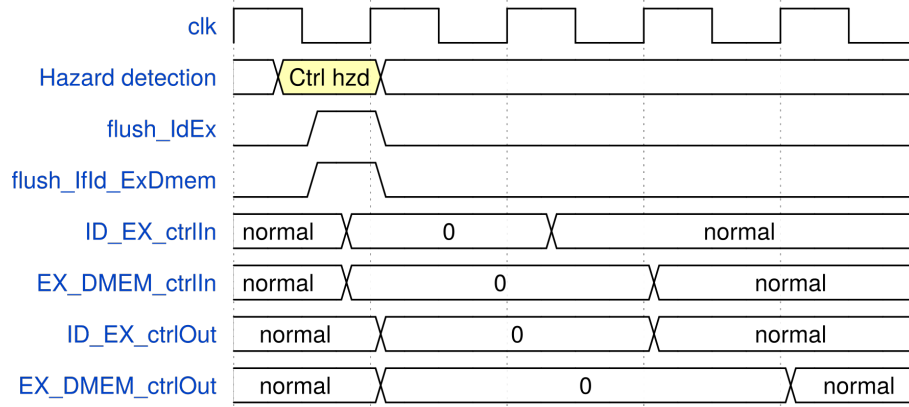 clk
Hazard detection Ctrl hzd
flush_IdEx
flush_IfId_ExDmem
ID_EX_ctrlIn normal 0 normal
EX_DMEM_ctrlIn normal 0 normal
ID_EX_ctrlOut normal 0 normal
EX_DMEM_ctrlOut normal 0 normal